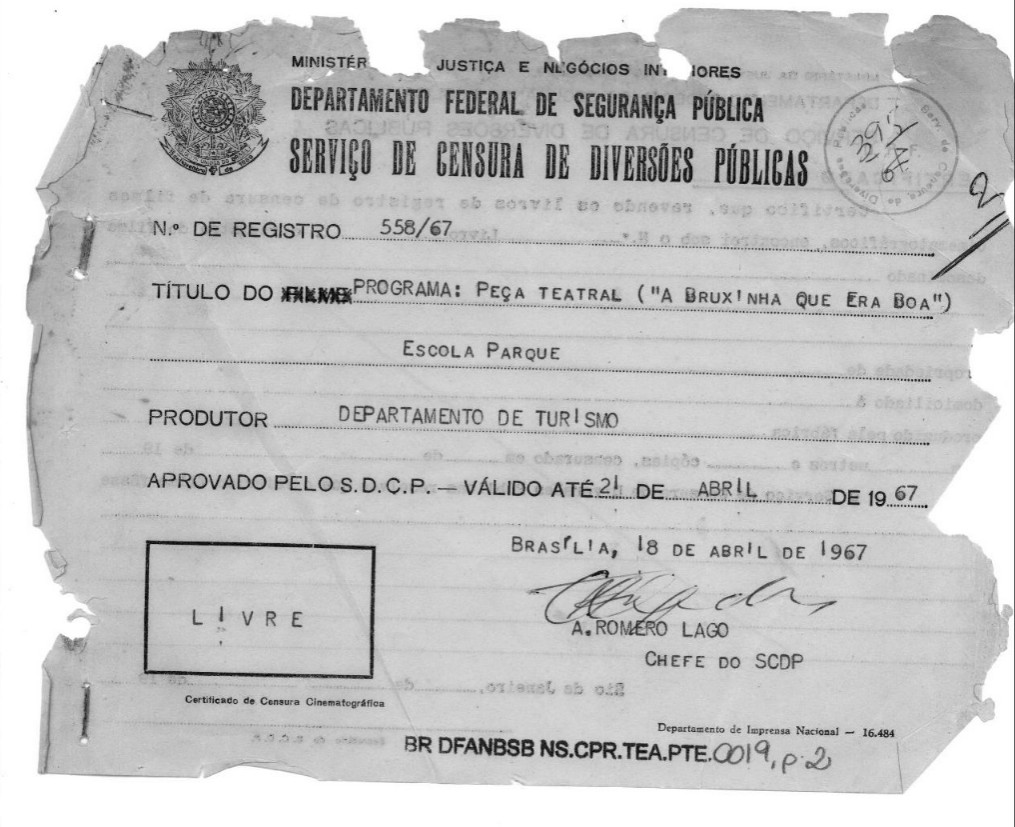 MINISTÉR JUSTIÇA E NEGÓCIOS INT IORES
DEPARTAMENTO FEDERAL DE SEGURANÇA PÚBLICA
SERVIÇO DE CENSURA DE DIVERSÕES PÚBLICAS
N.º DE REGISTRO 558/67
TÍTULO DO FILME PROGRAMA: PEÇA TEATRAL ("A BRUXINHA QUE ERA BOA")
ESCOLA PARQUE
PRODUTOR DEPARTAMENTO DE TURISMO
APROVADO PELO S.D.C.P. — VÁLIDO ATÉ 21 DE ABRIL DE 1967
BRASÍLIA, 18 DE ABRIL DE 1967
LIVRE
A. ROMERO LAGO
CHEFE DO SCDP
Certificado de Censura Cinematográfica
Departamento de Imprensa Nacional — 16.484
BR DFANBSB NS.CPR.TEA.PTE.0019, p.2